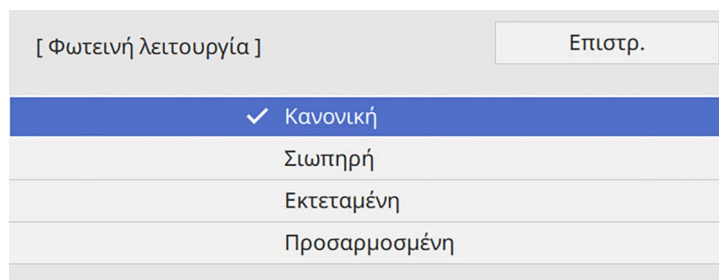 [ Φωτεινή λειτουργία ]
Επιστρ.
Κανονική
Σιωπηρή
Εκτεταμένη
Προσαρμοσμένη